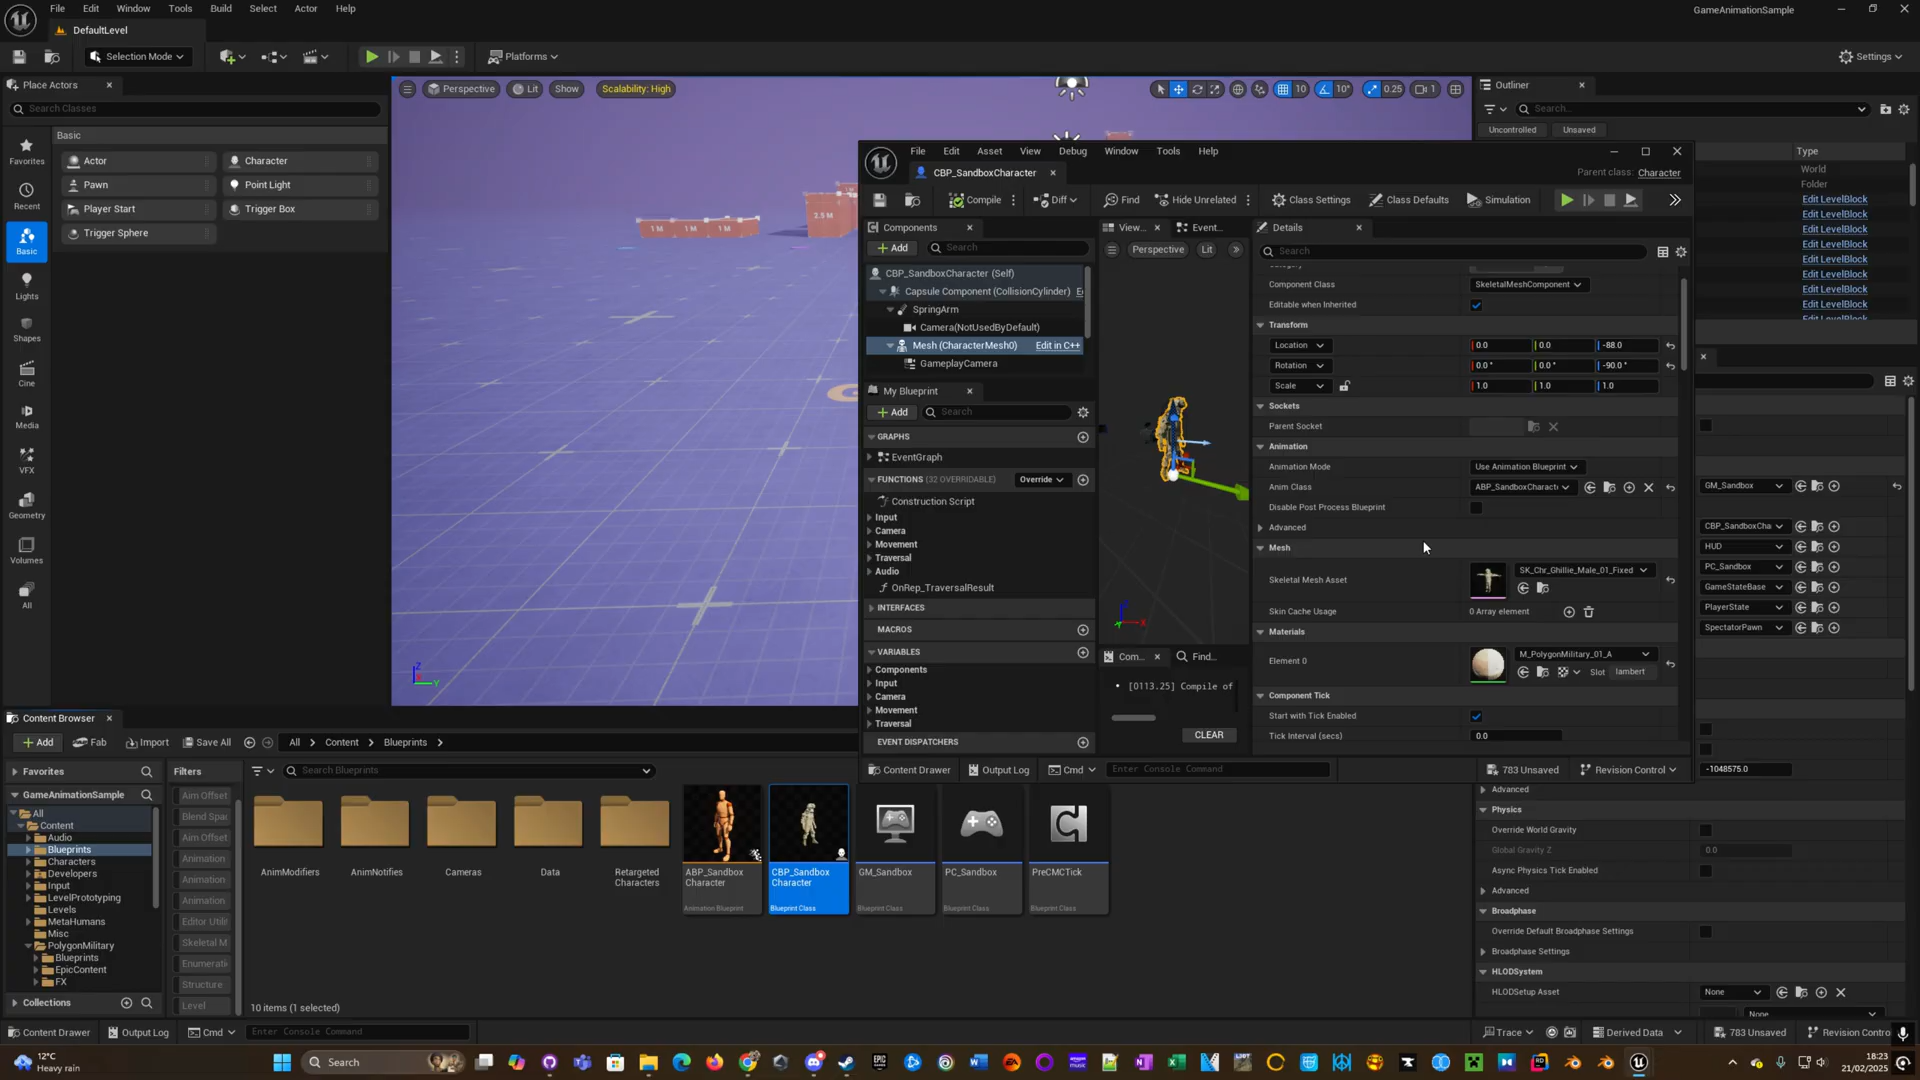 File Edit Window Tools Build Select Actor Help
GameAnimationSample
DefaultLevel
Selection Mode
Platforms
Settings
Place Actors
Search Classes
Basic
Favorites
Recent
Basic
Lights
Shapes
Cine
Media
VFX
Geometry
Volumes
All
Actor
Character
Pawn
Point Light
Player Start
Trigger Box
Trigger Sphere
Perspective
Lit
Show
Scalability: High
10
10°
0.25
1
1 M
1 M
1 M
2.5 M
Z
Y
Outliner
Search...
Uncontrolled
Unsaved
Type
World
Folder
Edit LevelBlock
Edit LevelBlock
Edit LevelBlock
Edit LevelBlock
Edit LevelBlock
Edit LevelBlock
Edit LevelBlock
Edit LevelBlock
Edit LevelBlock
File Edit Asset View Debug Window Tools Help
CBP_SandboxCharacter
Parent class: Character
Compile
Diff
Find
Hide Unrelated
Class Settings
Class Defaults
Simulation
Components
Add
Search
CBP_SandboxCharacter (Self)
Capsule Component (CollisionCylinder)
SpringArm
Camera(NotUsedByDefault)
Mesh (CharacterMesh0)
Edit in C++
GameplayCamera
My Blueprint
Add
Search
GRAPHS
EventGraph
FUNCTIONS (32 OVERRIDABLE)
Override
Construction Script
Input
Camera
Movement
Traversal
Audio
OnRep_TraversalResult
INTERFACES
MACROS
VARIABLES
Components
Input
Camera
Movement
Traversal
EVENT DISPATCHERS
View...
Event...
Perspective
Lit
X
Com...
Find...
[0113.25] Compile of
CLEAR
Details
Search
Component Class
SkeletalMeshComponent
Editable when Inherited
Transform
Location
0.0
0.0
-88.0
Rotation
0.0 °
0.0 °
-90.0 °
Scale
1.0
1.0
1.0
Sockets
Parent Socket
Animation
Animation Mode
Use Animation Blueprint
Anim Class
ABP_SandboxCharact
Disable Post Process Blueprint
Advanced
Mesh
Skeletal Mesh Asset
SK_Chr_Ghillie_Male_01_Fixed
Skin Cache Usage
0 Array element
Materials
Element 0
M_PolygonMilitary_01_A
Slot
lambert
Component Tick
Start with Tick Enabled
Tick Interval (secs)
0.0
Content Drawer
Output Log
Cmd
Enter Console Command
783 Unsaved
Revision Control
GM_Sandbox
CBP_SandboxCha
HUD
PC_Sandbox
GameStateBase
PlayerState
SpectatorPawn
-1048575.0
Advanced
Physics
Override World Gravity
Global Gravity Z
0.0
Async Physics Tick Enabled
Advanced
Broadphase
Override Default Broadphase Settings
Broadphase Settings
HLODSystem
HLODSetup Asset
None
None
Content Browser
Add
Fab
Import
Save All
All
Content
Blueprints
Favorites
GameAnimationSample
All
Content
Audio
Blueprints
Characters
Developers
Input
LevelPrototyping
Levels
MetaHumans
Misc
PolygonMilitary
Blueprints
EpicContent
FX
Collections
Filters
Aim Offset
Blend Spac
Aim Offset
Animation
Animation
Animation
Editor Utili
Skeletal M
Enumerati
Structure
Level
Search Blueprints
AnimModifiers
AnimNotifies
Cameras
Data
Retargeted Characters
ABP_Sandbox Character
Animation Blueprint
CBP_Sandbox Character
Blueprint Class
GM_Sandbox
Blueprint Class
PC_Sandbox
Blueprint Class
PreCMCTick
Blueprint Class
10 items (1 selected)
Content Drawer
Output Log
Cmd
Enter Console Command
Trace
Derived Data
783 Unsaved
Revision Contro
12°C
Heavy rain
Search
18:23
21/02/2025